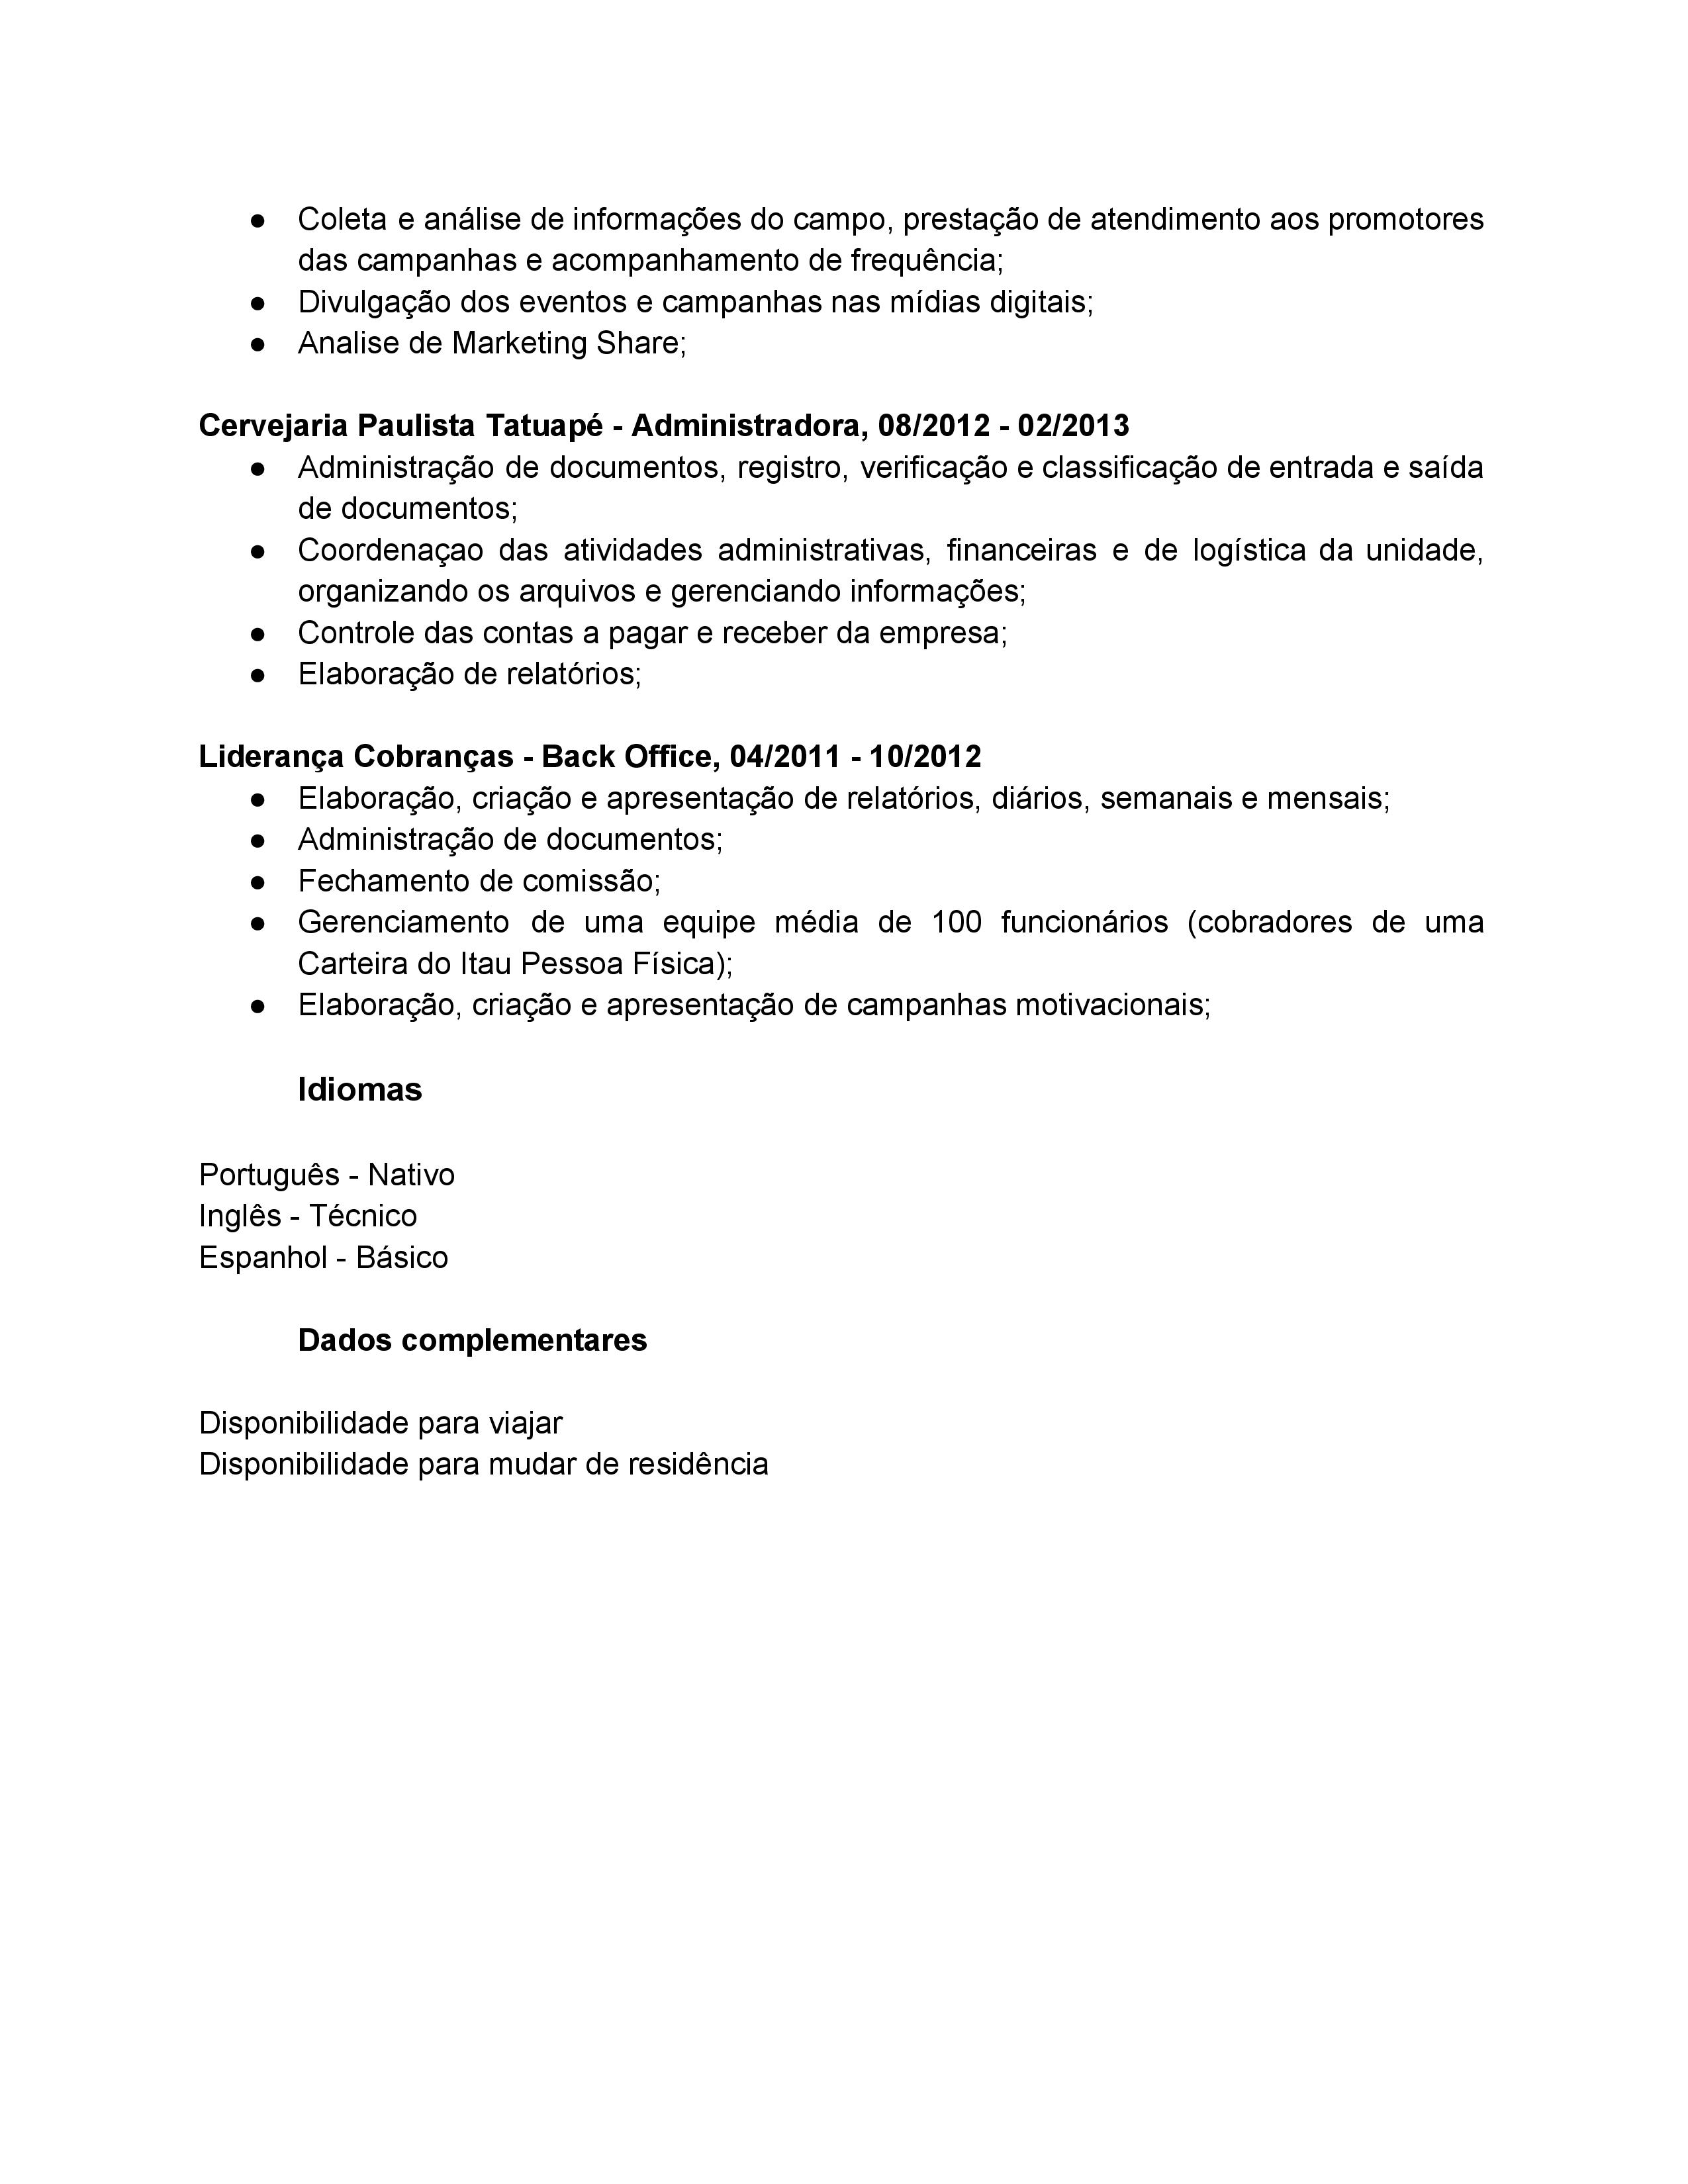 ● Coleta e análise de informações do campo, prestação de atendimento aos promotores
das campanhas e acompanhamento de frequência;
● Divulgação dos eventos e campanhas nas mídias digitais;
● Analise de Marketing Share;
Cervejaria Paulista Tatuapé - Administradora, 08/2012 - 02/2013
● Administração de documentos, registro, verificação e classificação de entrada e saída
de documentos;
● Coordenaçao das atividades administrativas, financeiras e de logística da unidade,
organizando os arquivos e gerenciando informações;
● Controle das contas a pagar e receber da empresa;
● Elaboração de relatórios;
Liderança Cobranças - Back Office, 04/2011 - 10/2012
● Elaboração, criação e apresentação de relatórios, diários, semanais e mensais;
● Administração de documentos;
● Fechamento de comissão;
● Gerenciamento de uma equipe média de 100 funcionários (cobradores de uma
Carteira do Itau Pessoa Física);
● Elaboração, criação e apresentação de campanhas motivacionais;
Idiomas
Português - Nativo
Inglês - Técnico
Espanhol - Básico
Dados complementares
Disponibilidade para viajar
Disponibilidade para mudar de residência